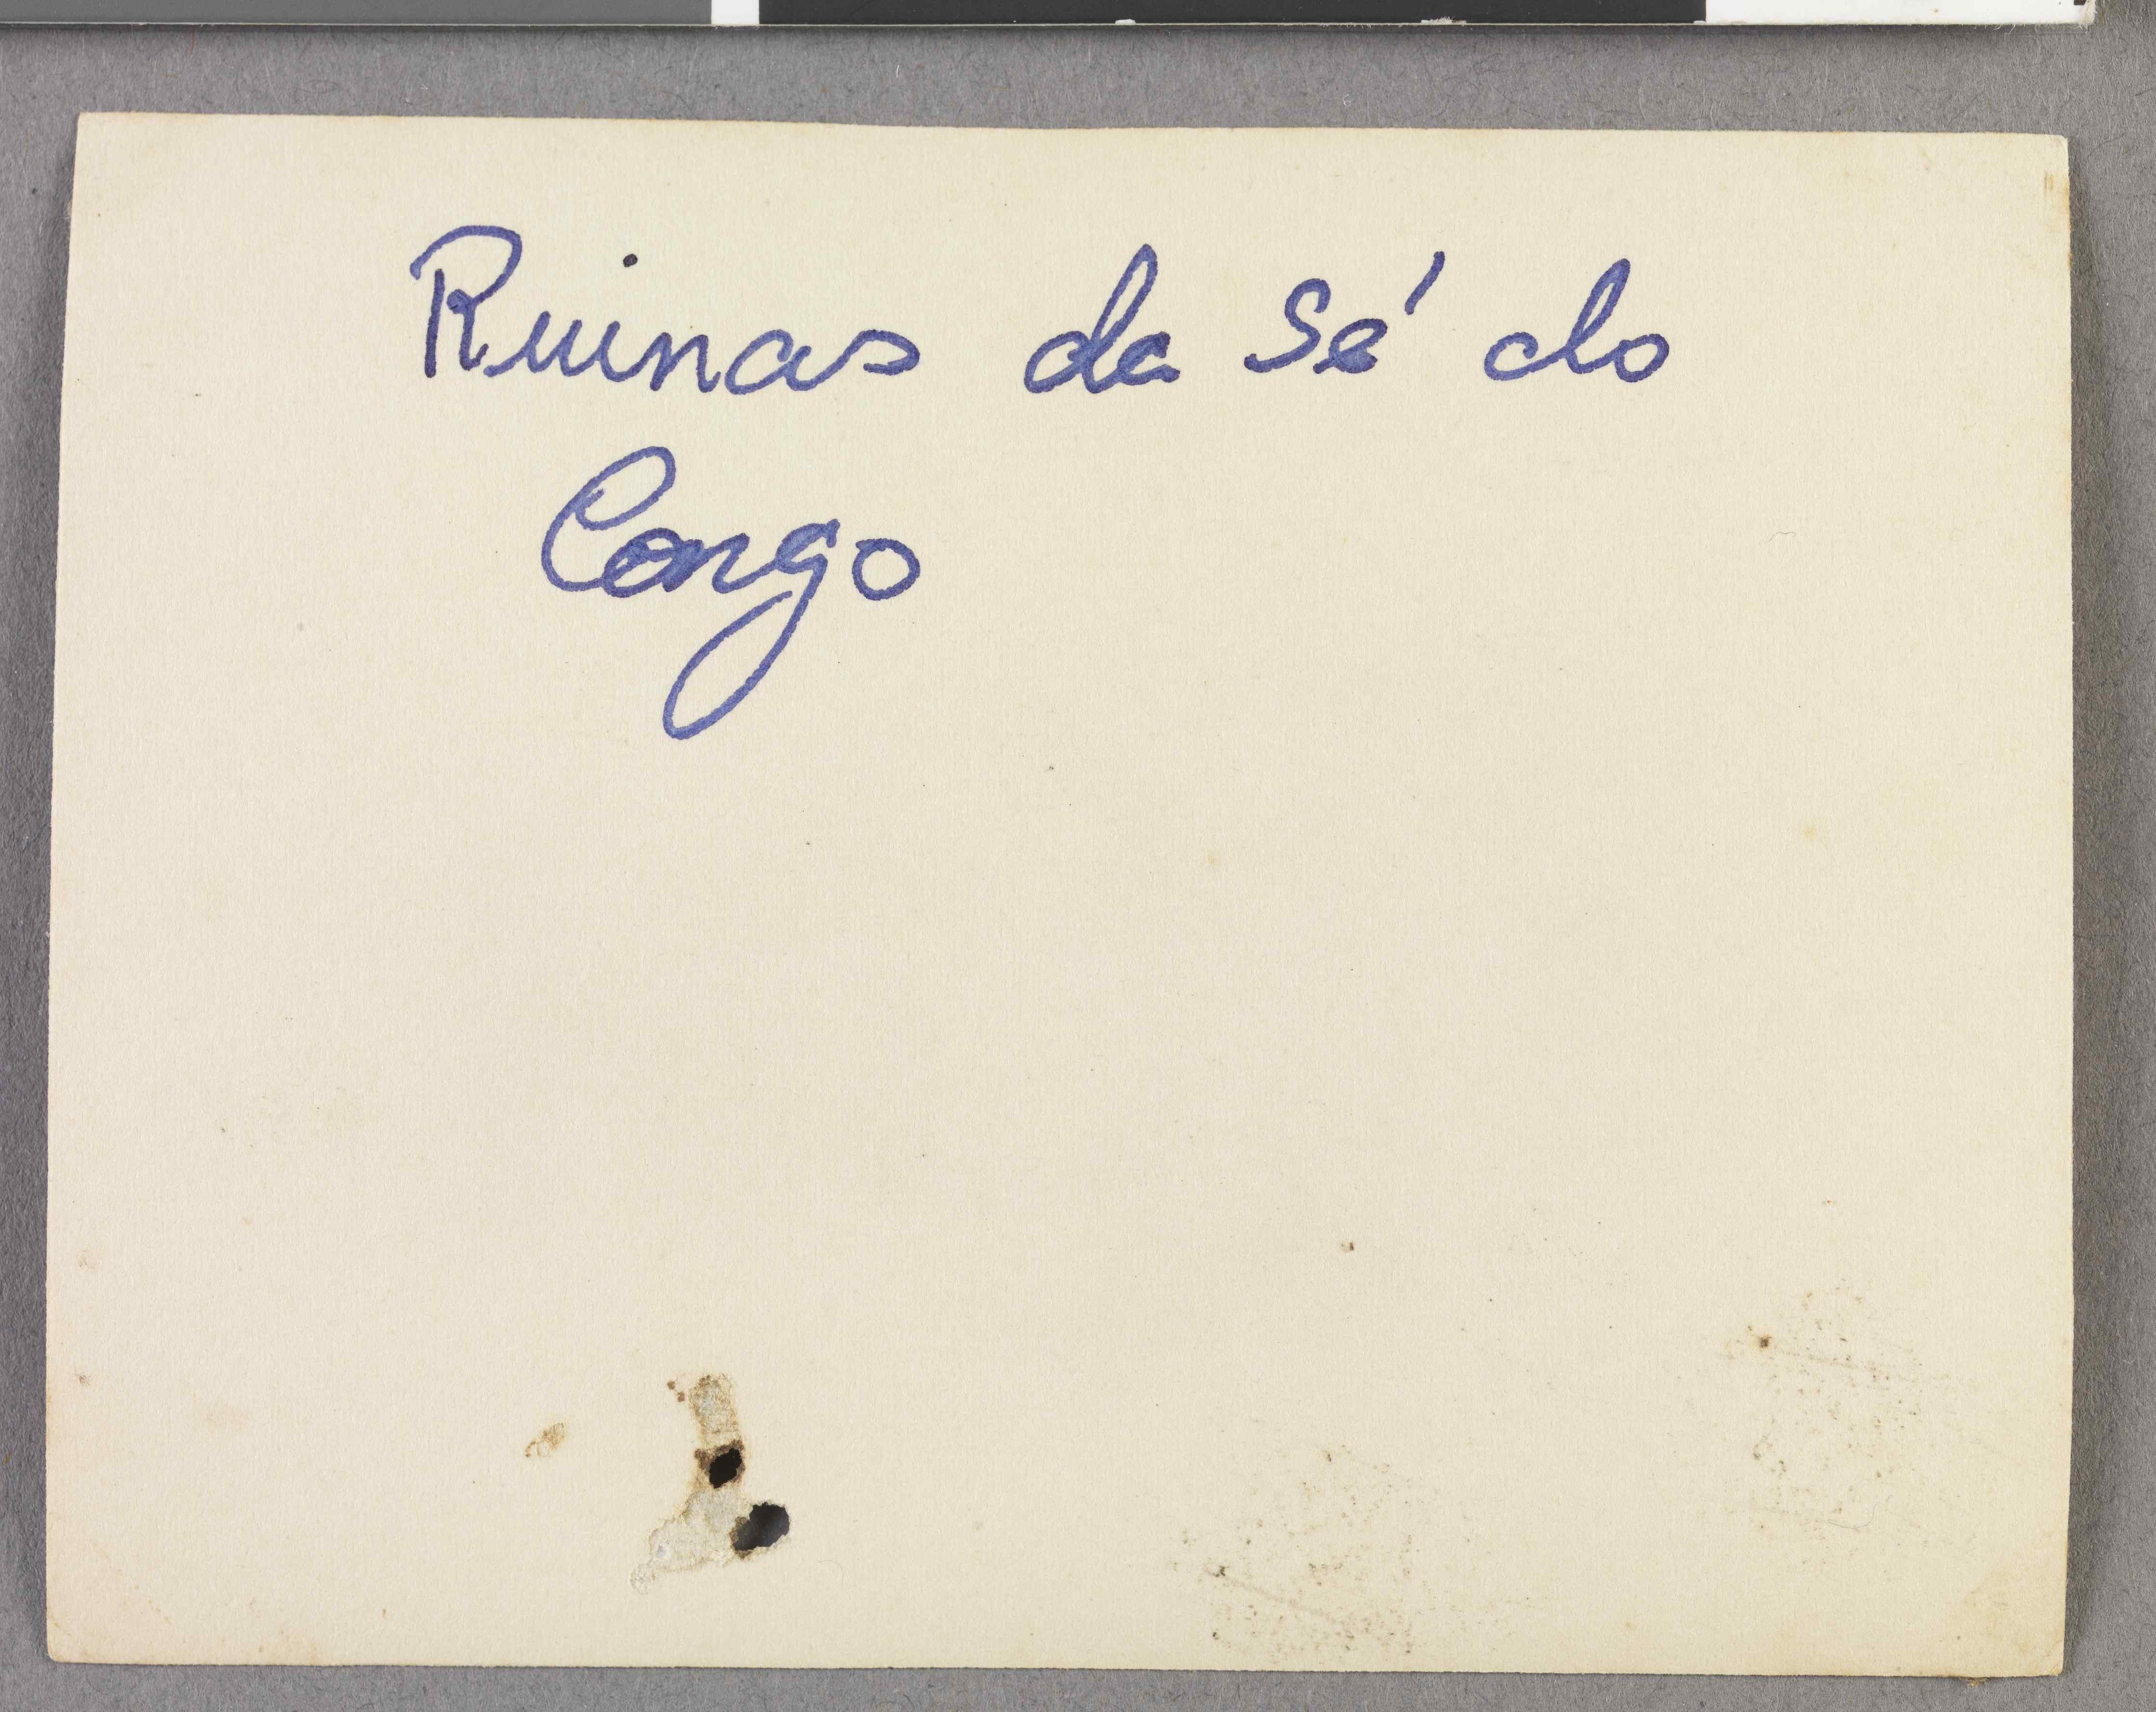 Ruinas da Sé do
Congo